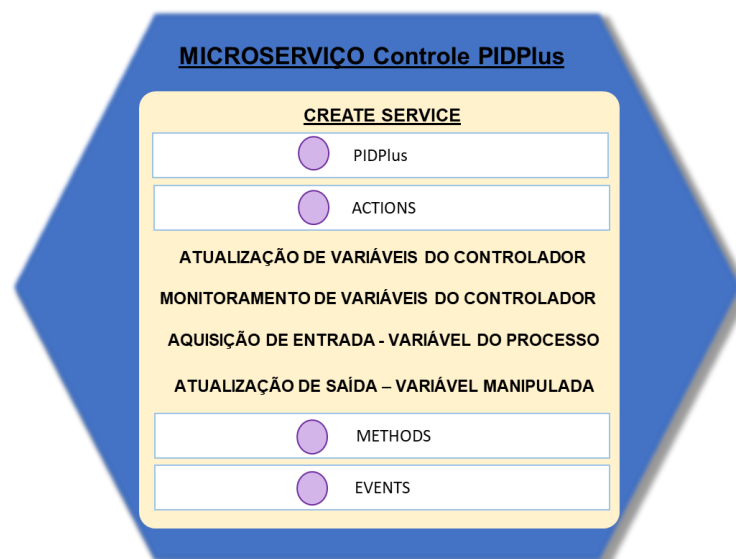 MICROSERVIÇO Controle PIDPlus
CREATE SERVICE
PIDPlus
ACTIONS
ATUALIZAÇÃO DE VARIÁVEIS DO CONTROLADOR
MONITORAMENTO DE VARIÁVEIS DO CONTROLADOR
AQUISIÇÃO DE ENTRADA - VARIÁVEL DO PROCESSO
ATUALIZAÇÃO DE SAÍDA – VARIÁVEL MANIPULADA
METHODS
EVENTS